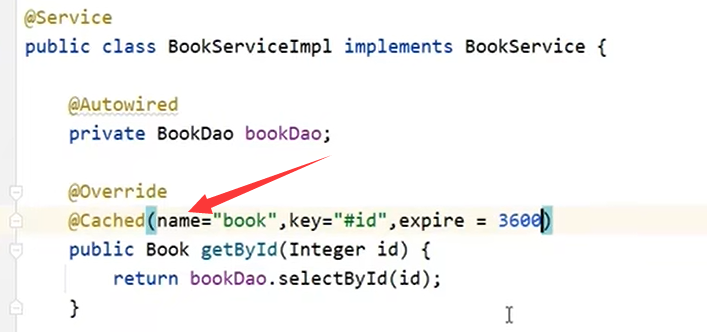 @Service
public class BookServiceImpl implements BookService {
@Autowired
private BookDao bookDao;
@Override
@Cached(name="book",key="#id",expire = 3600)
public Book getById(Integer id) {
return bookDao.selectById(id);
}